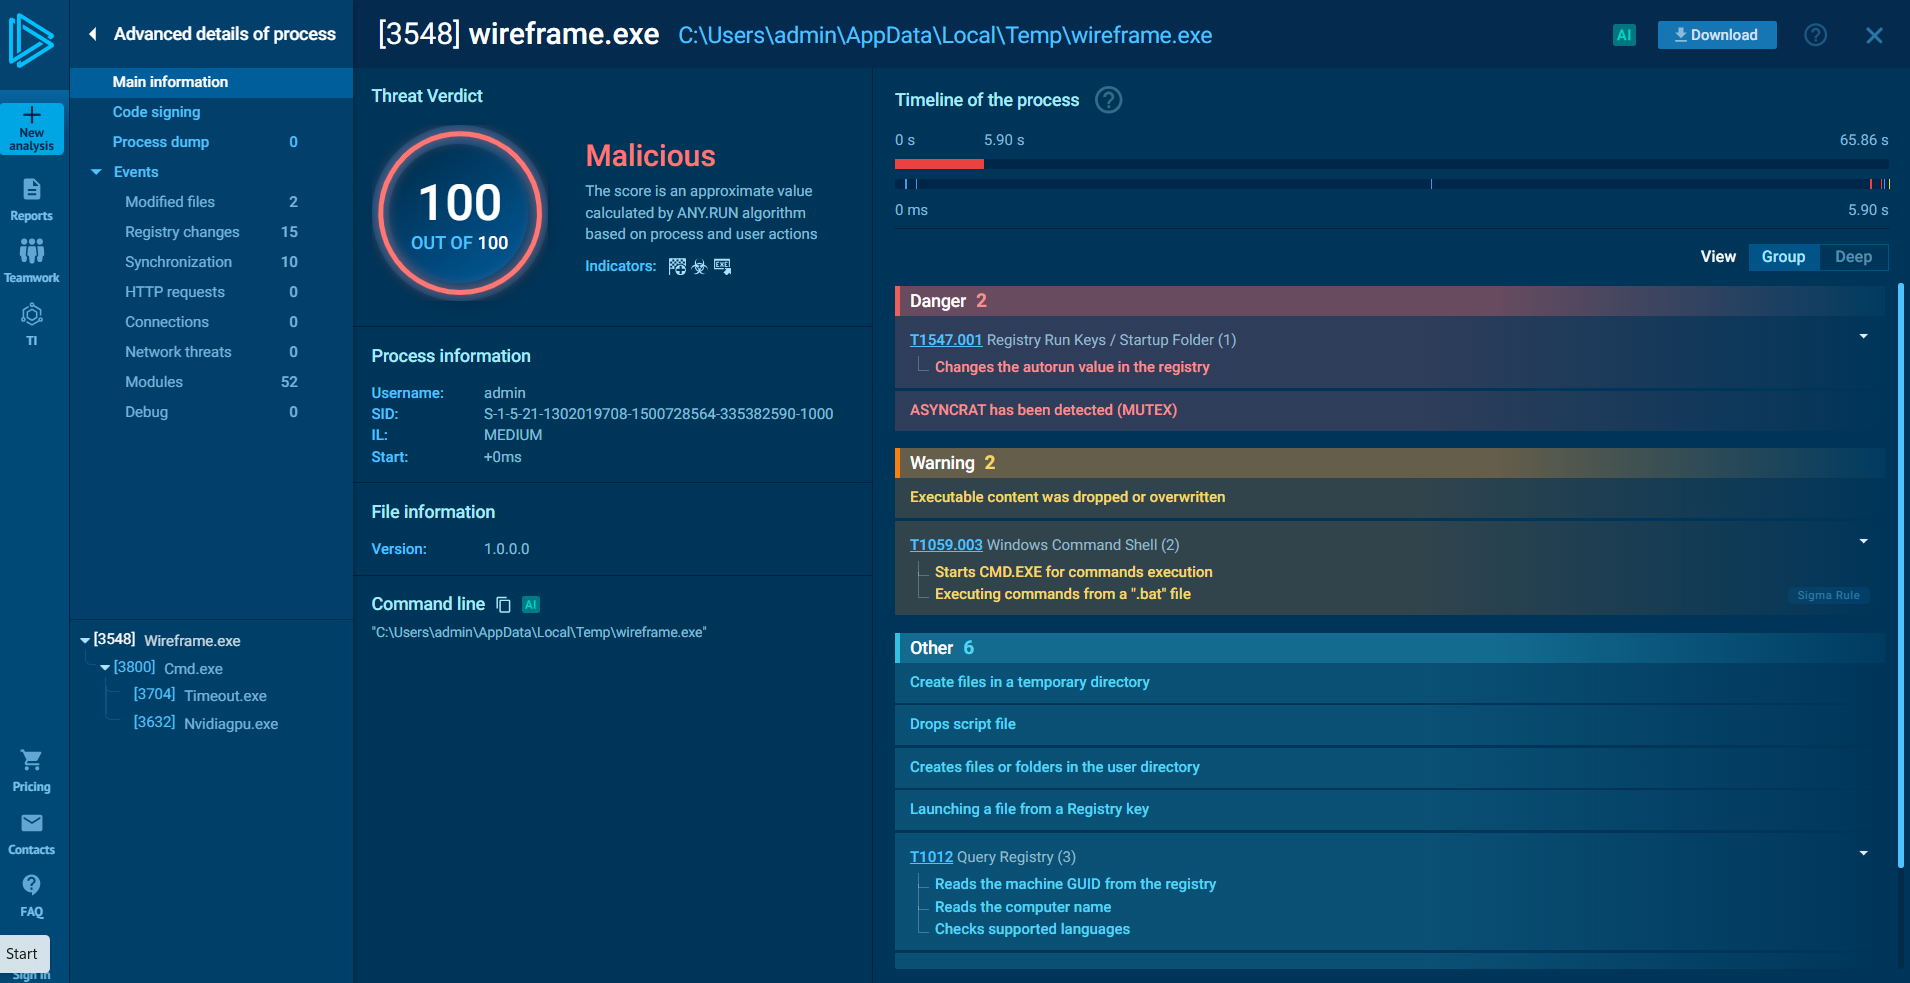 Advanced details of process
[3548] wireframe.exe C:\Users\admin\AppData\Local\Temp\wireframe.exe
AI
Download
New
analysis
Reports
Teamwork
TI
Pricing
Contacts
FAQ
Start
Sign in
Main information
Code signing
Process dump 0
Events
Modified files 2
Registry changes 15
Synchronization 10
HTTP requests 0
Connections 0
Network threats 0
Modules 52
Debug 0
[3548] Wireframe.exe
[3800] Cmd.exe
[3704] Timeout.exe
[3632] Nvidiagpu.exe
Threat Verdict
100
OUT OF 100
Malicious
The score is an approximate value
calculated by ANY.RUN algorithm
based on process and user actions
Indicators:
EXE
Process information
Username: admin
SID: S-1-5-21-1302019708-1500728564-335382590-1000
IL: MEDIUM
Start: +0ms
File information
Version: 1.0.0.0
Command line AI
"C:\Users\admin\AppData\Local\Temp\wireframe.exe"
Timeline of the process ?
0 s 5.90 s 65.86 s
0 ms 5.90 s
View Group Deep
Danger 2
T1547.001 Registry Run Keys / Startup Folder (1)
Changes the autorun value in the registry
ASYNCRAT has been detected (MUTEX)
Warning 2
Executable content was dropped or overwritten
T1059.003 Windows Command Shell (2)
Starts CMD.EXE for commands execution
Executing commands from a ".bat" file
Sigma Rule
Other 6
Create files in a temporary directory
Drops script file
Creates files or folders in the user directory
Launching a file from a Registry key
T1012 Query Registry (3)
Reads the machine GUID from the registry
Reads the computer name
Checks supported languages